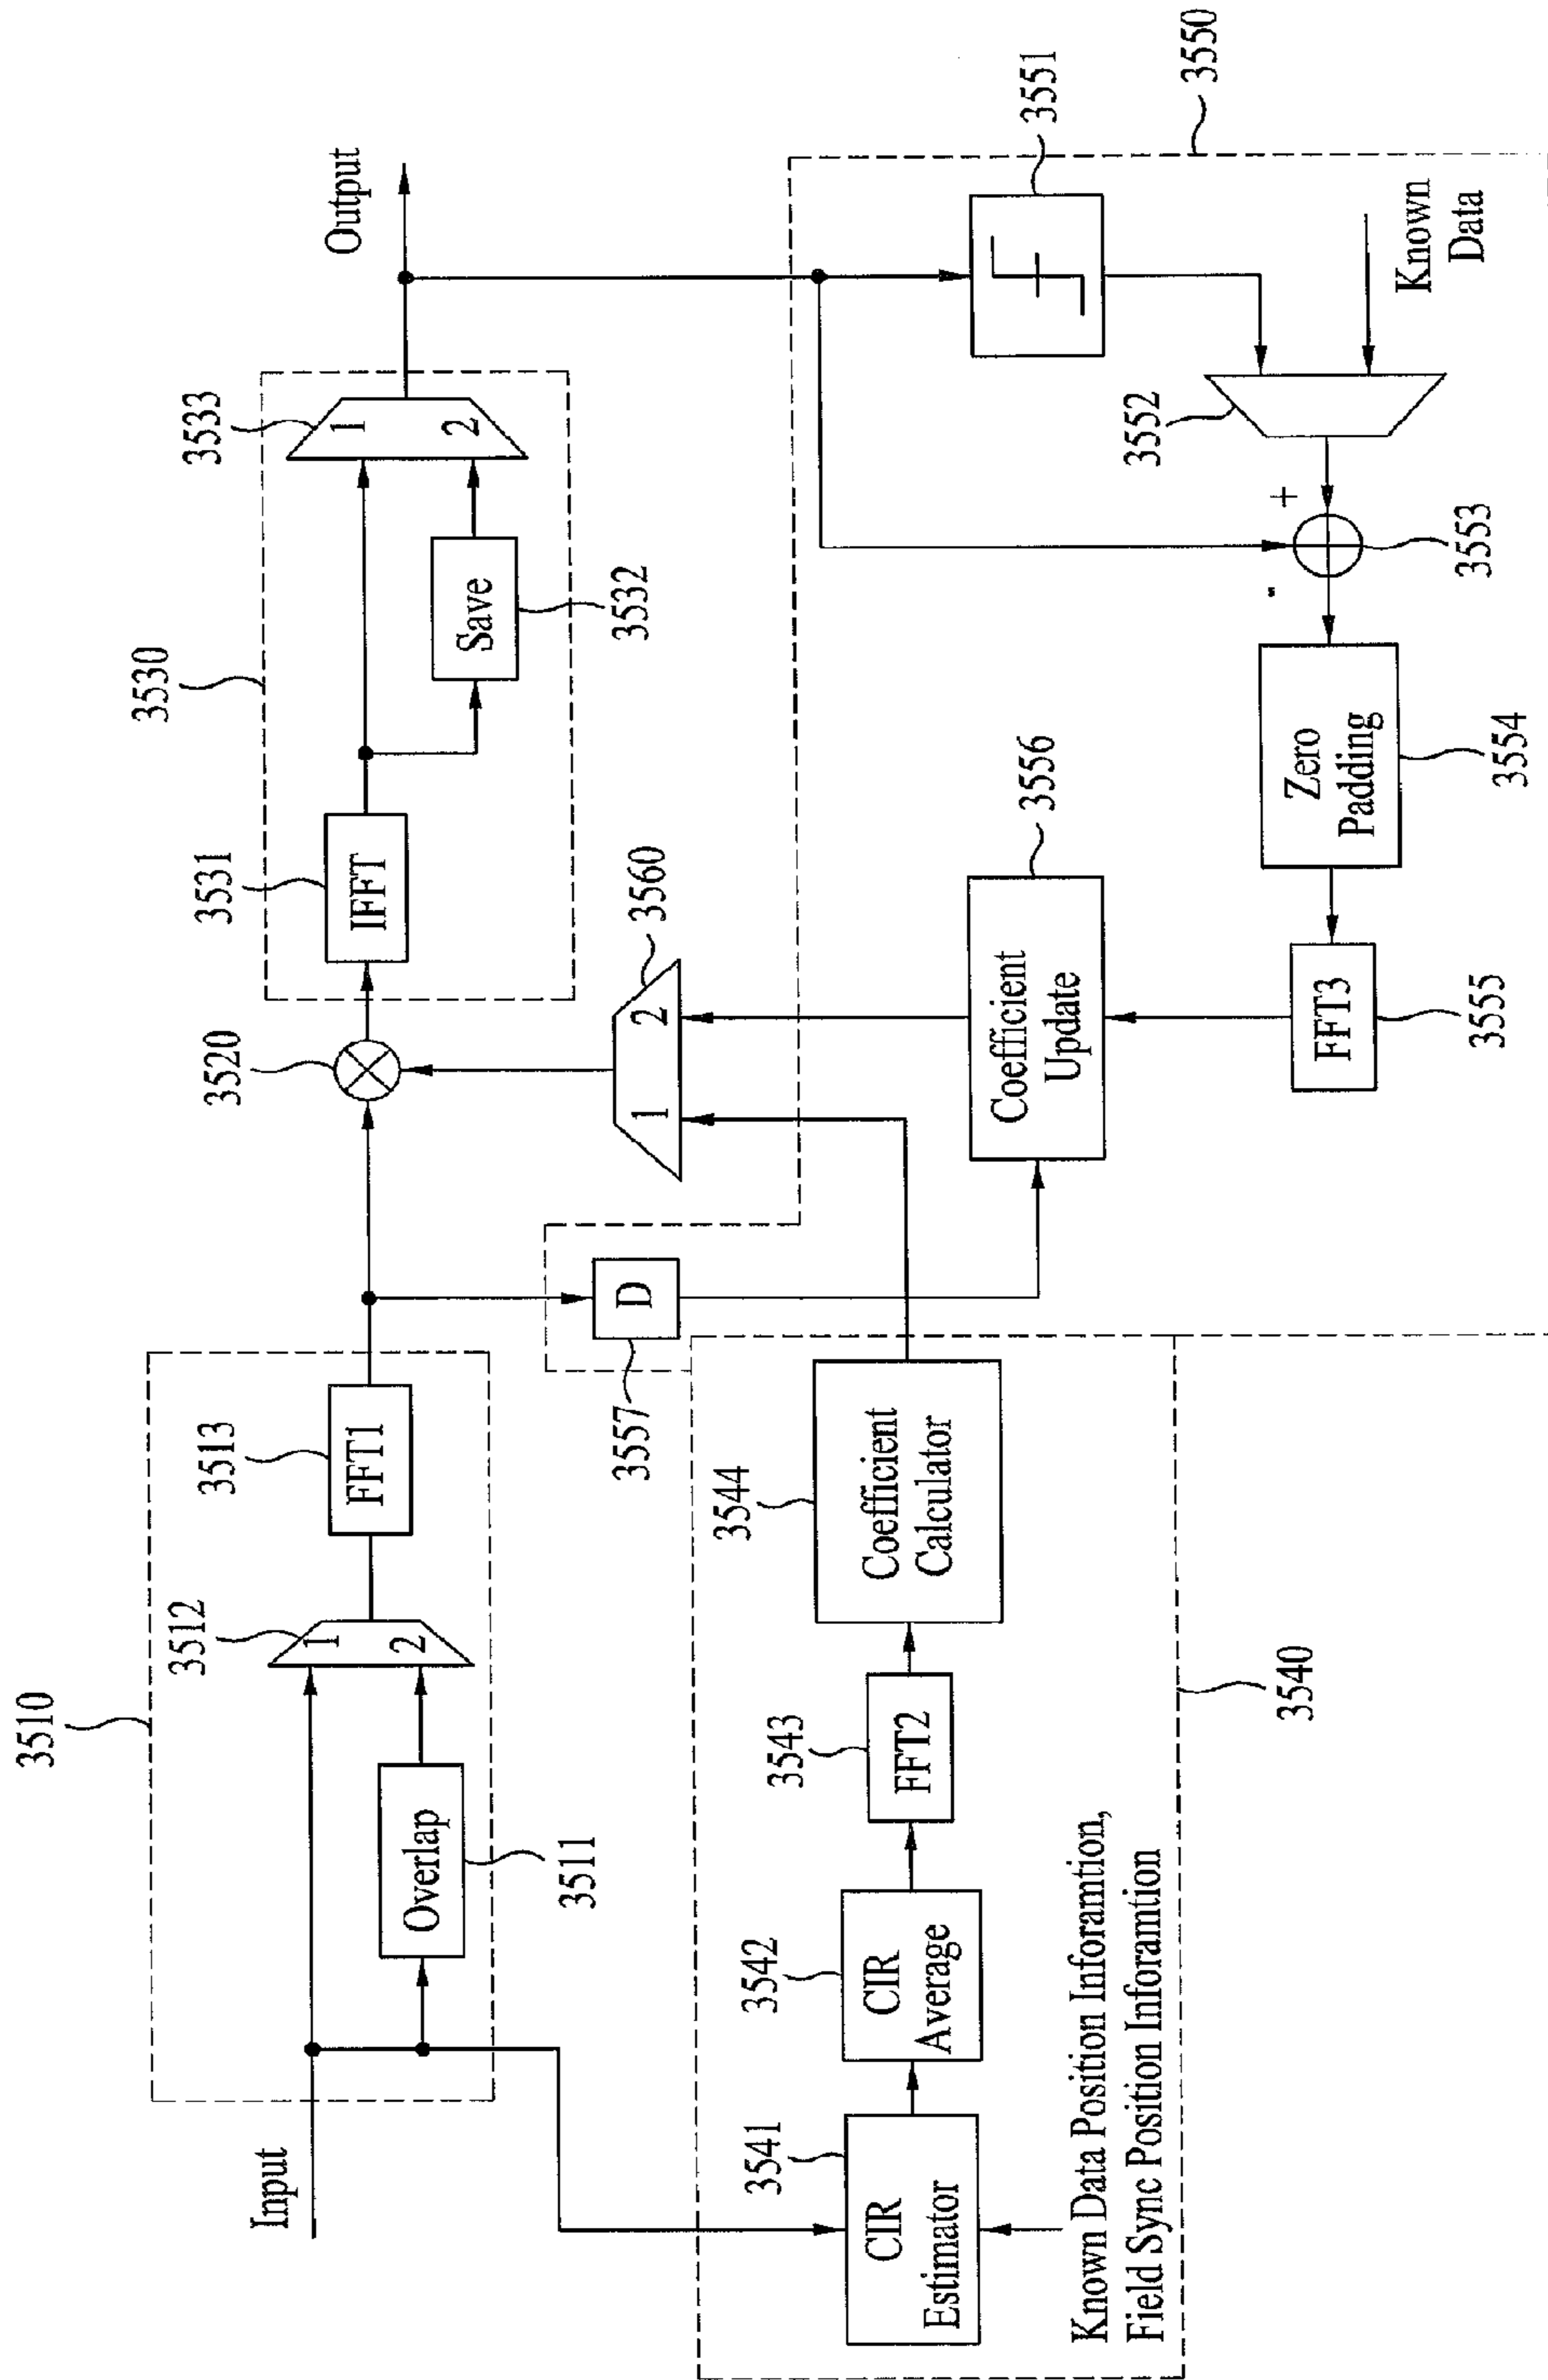 3510
3512
3513
1
2
FFT1
Overlap
3511
Input
3520
3530
3531
IFFT
Save
3532
3533
1
2
Output
3557
D
3560
1
2
3541
CIR
Estimator
3542
CIR
Average
3543
FFT2
3544
Coefficient
Calculator
Known Data Position Inforamtion,
Field Sync Position Inforamtion
3540
3556
Coefficient
Update
3555
FFT3
Zero
Padding
3554
3553
+
-
3552
3551
Known
Data
3550